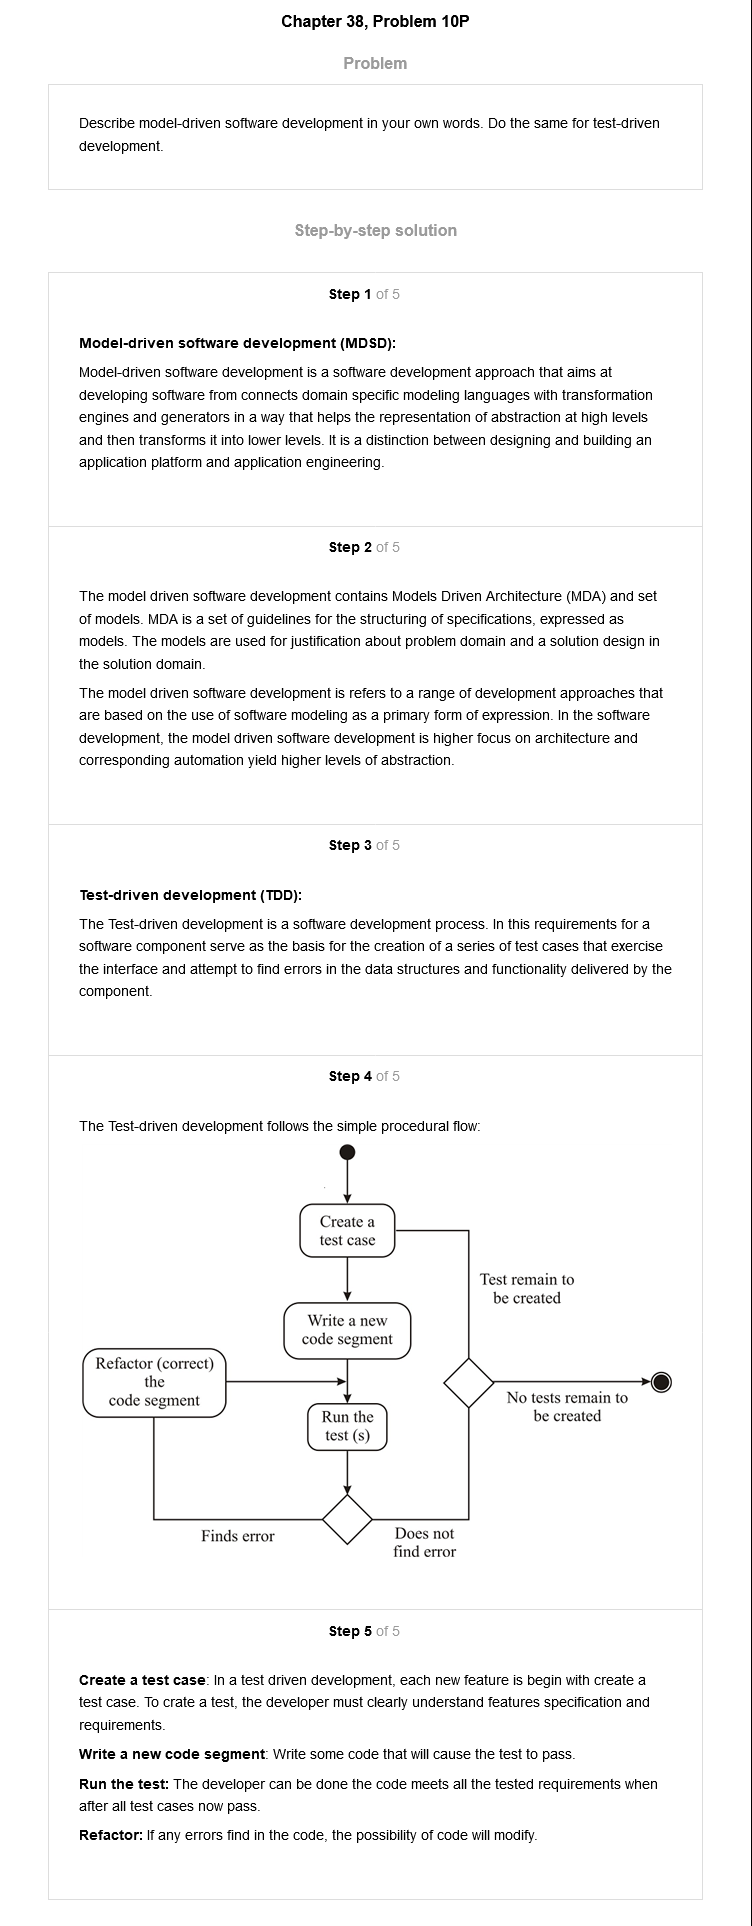 Chapter 38, Problem 10P
Problem
Describe model-driven software development in your own words. Do the same for test-driven
development.
Step-by-step solution
Step 1 of 5
Model-driven software development (MDSD):
Model-driven software development is a software development approach that aims at
developing software from connects domain specific modeling languages with transformation
engines and generators in a way that helps the representation of abstraction at high levels
and then transforms it into lower levels. It is a distinction between designing and building an
application platform and application engineering.
Step 2 of 5
The model driven software development contains Models Driven Architecture (MDA) and set
of models. MDA is a set of guidelines for the structuring of specifications, expressed as
models. The models are used for justification about problem domain and a solution design in
the solution domain.
The model driven software development is refers to a range of development approaches that
are based on the use of software modeling as a primary form of expression. In the software
development, the model driven software development is higher focus on architecture and
corresponding automation yield higher levels of abstraction.
Step 3 of 5
Test-driven development (TDD):
The Test-driven development is a software development process. In this requirements for a
software component serve as the basis for the creation of a series of test cases that exercise
the interface and attempt to find errors in the data structures and functionality delivered by the
component.
Step 4 of 5
The Test-driven development follows the simple procedural flow:
Create a
test case
Test remain to
be created
Write a new
code segment
Refactor (correct)
the
code segment
No tests remain to
be created
Run the
test (s)
Finds error
Does not
find error
Step 5 of 5
Create a test case: In a test driven development, each new feature is begin with create a
test case. To crate a test, the developer must clearly understand features specification and
requirements.
Write a new code segment: Write some code that will cause the test to pass.
Run the test: The developer can be done the code meets all the tested requirements when
after all test cases now pass.
Refactor: If any errors find in the code, the possibility of code will modify.